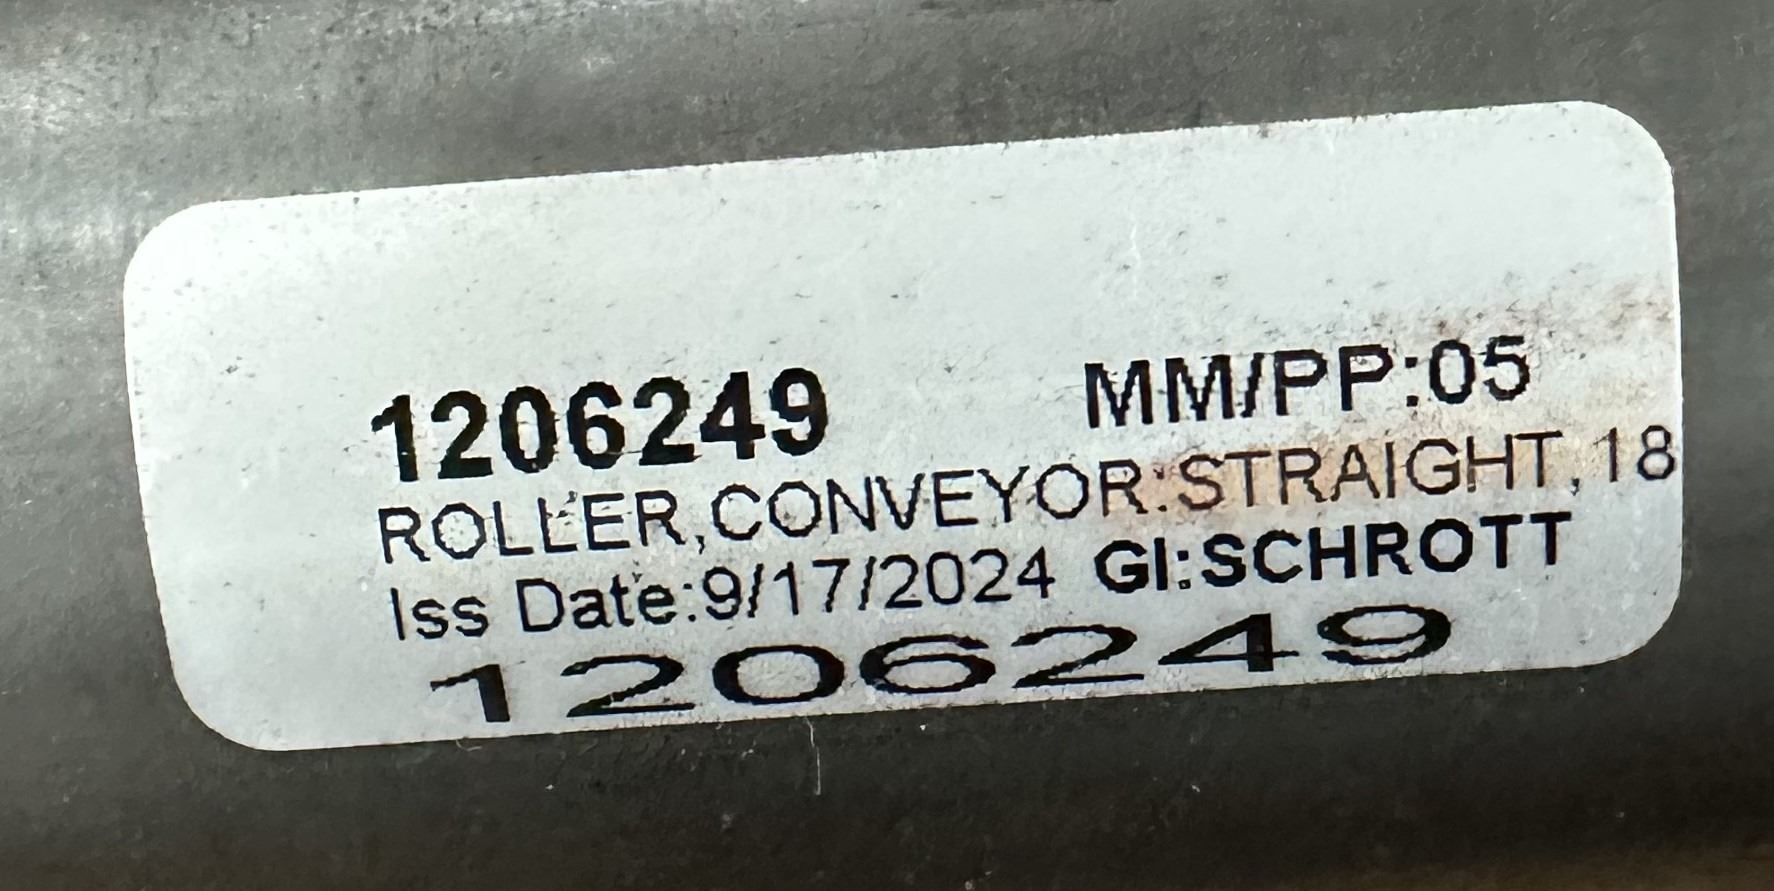 1206249 MM/PP:05
ROLLER,CONVEYOR:STRAIGHT,18
Iss Date:9/17/2024 GI:SCHROTT
1206249